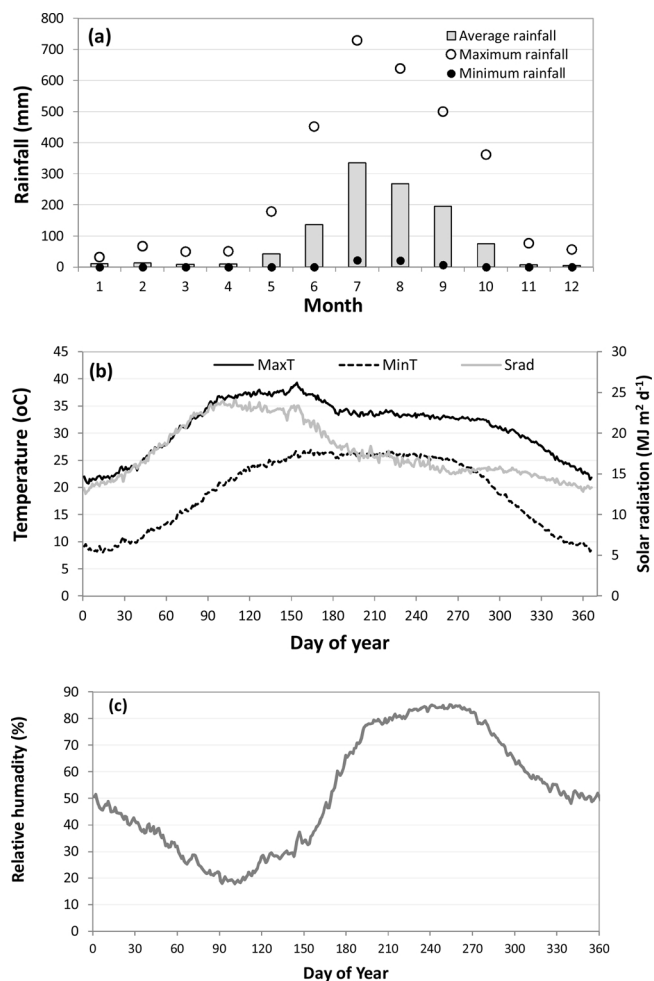 (a)
Average rainfall
Maximum rainfall
Minimum rainfall
Rainfall (mm)
800
700
600
500
400
300
200
100
0
1 2 3 4 5 6 7 8 9 10 11 12
Month
(b)
MaxT MinT Srad
Temperature (oC)
45
40
35
30
25
20
15
10
5
0
Solar radiation (MJ m² d⁻¹)
30
25
20
15
10
5
0
0 30 60 90 120 150 180 210 240 270 300 330 360
Day of year
(c)
Relative humadity (%)
90
80
70
60
50
40
30
20
10
0
0 30 60 90 120 150 180 210 240 270 300 330 360
Day of Year